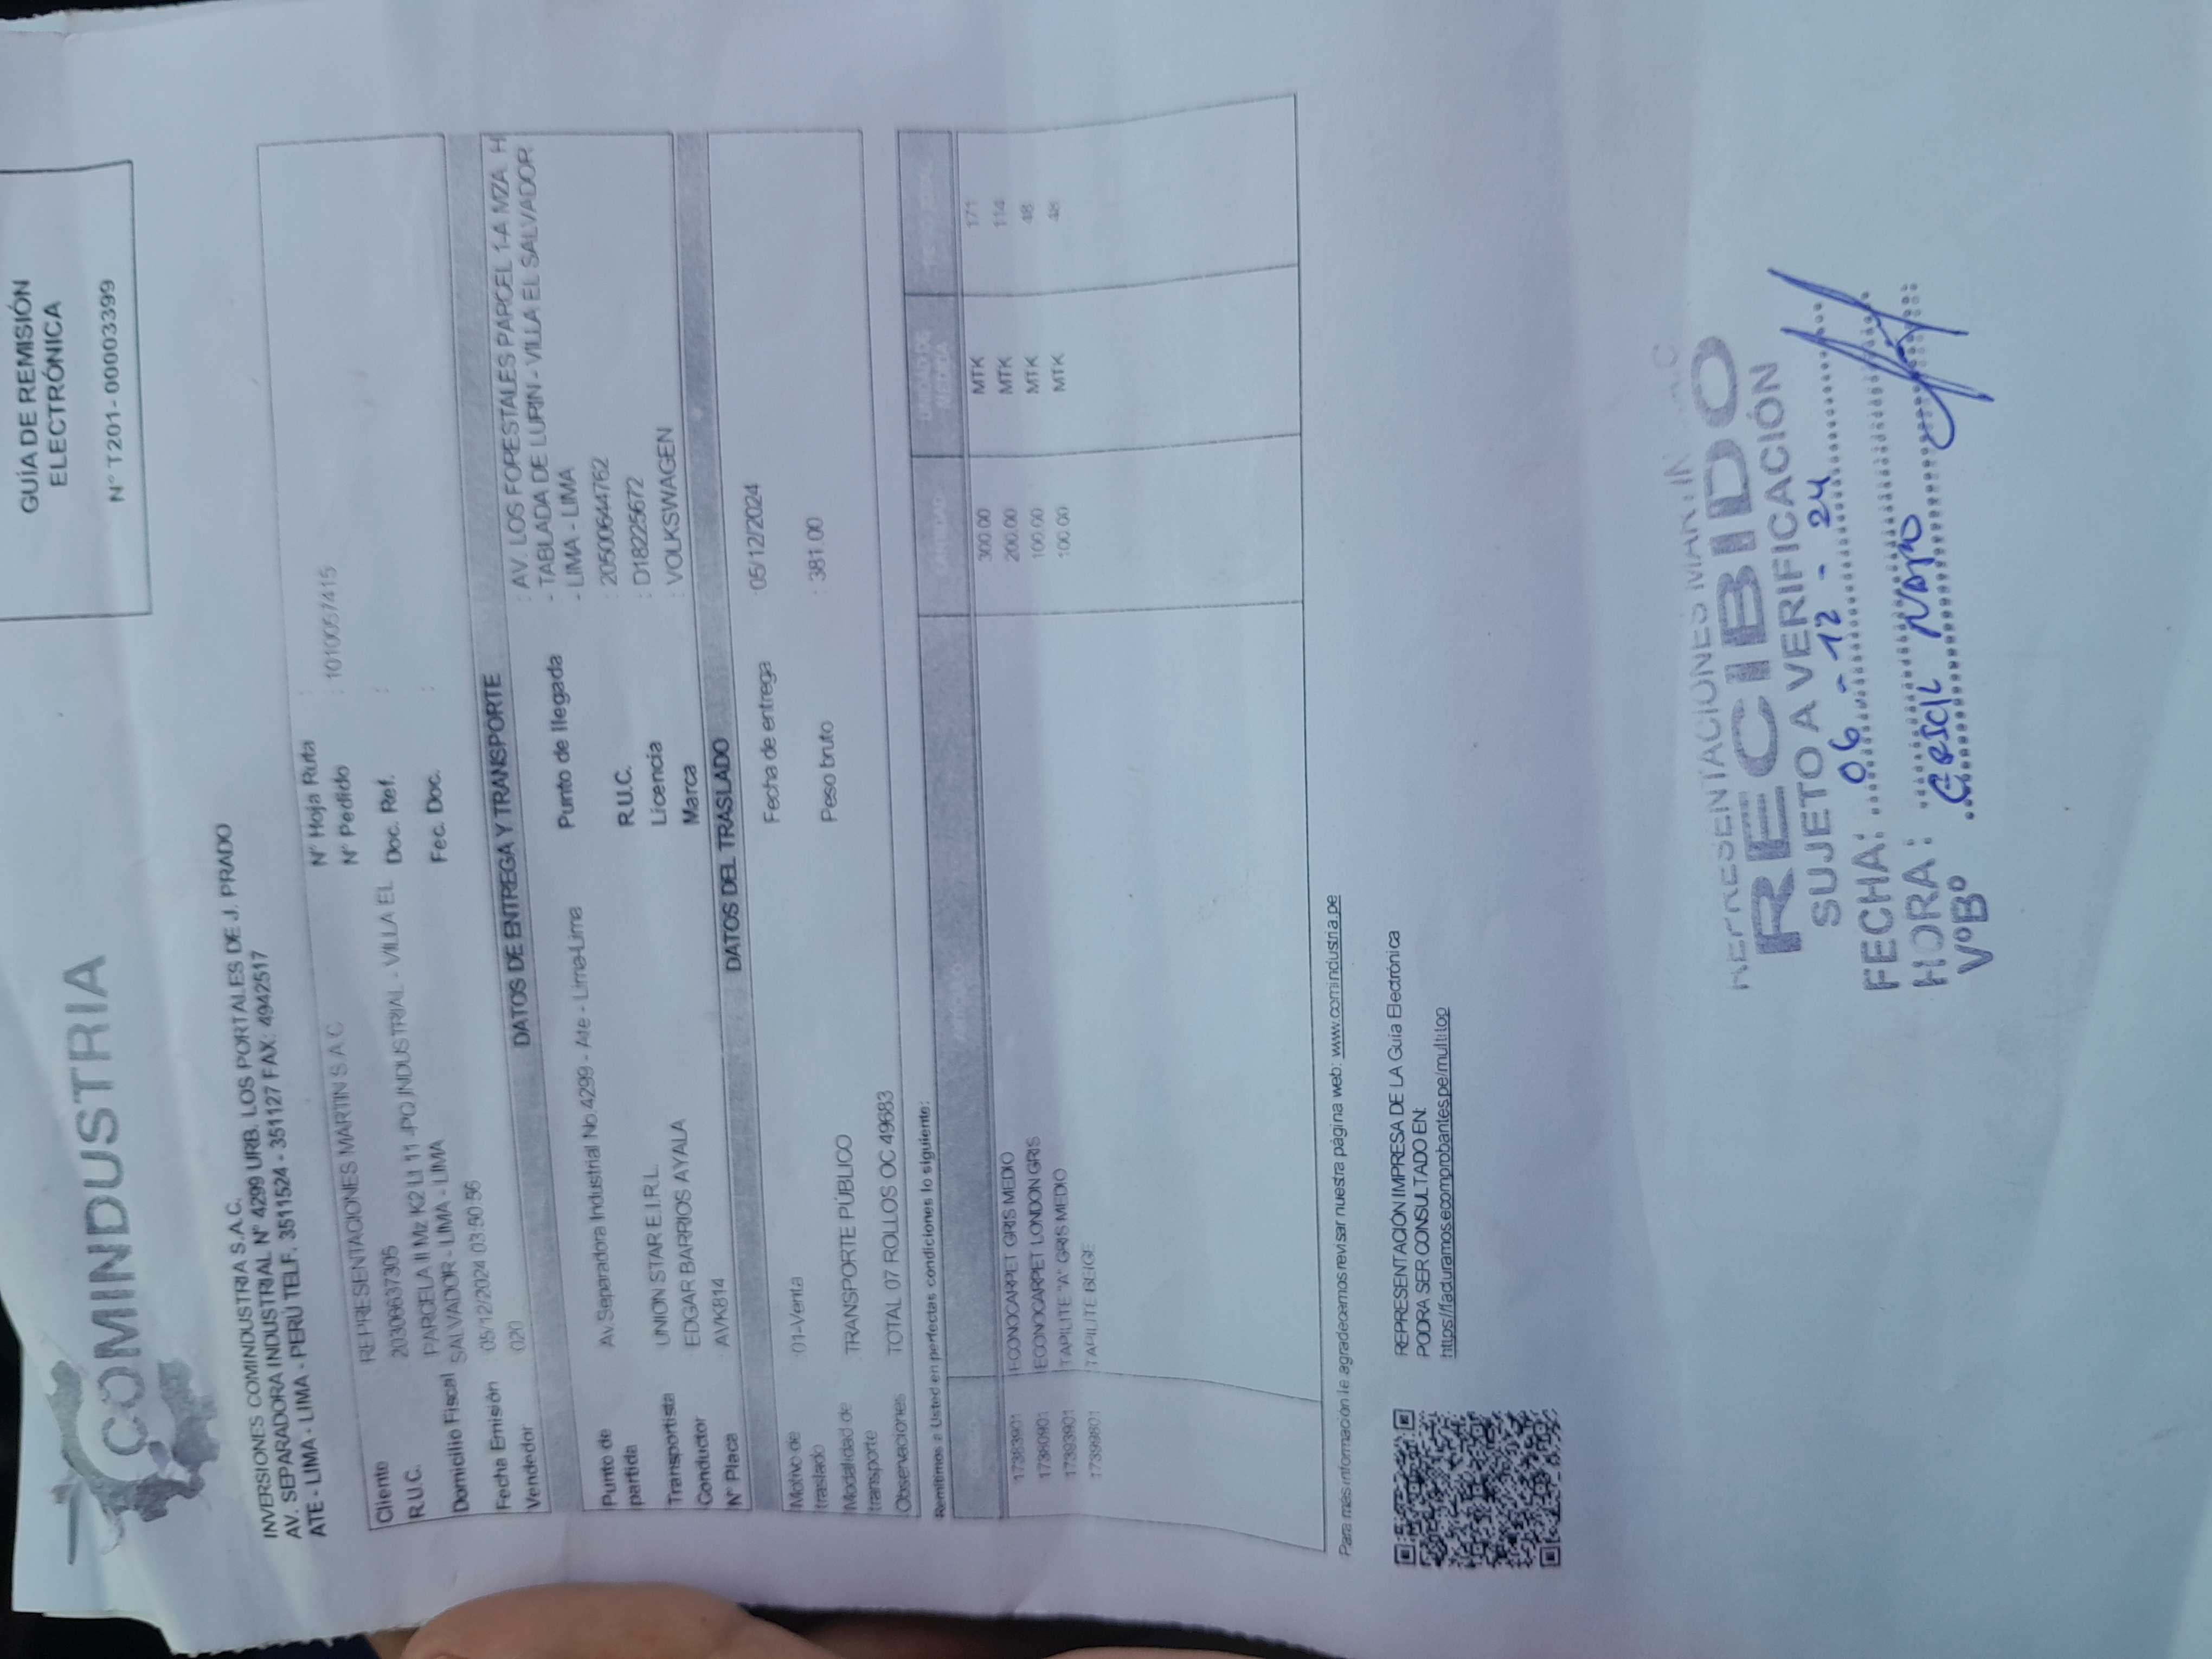 COMINDUSTRIA
GUÍA DE REMISIÓN
ELECTRÓNICA
N° T201-00003399
INVERSIONES COMINDUSTRIA S.A.C.
AV. SEPARADORA INDUSTRIAL N° 4299 URB. LOS PORTALES DE J. PRADO
ATE - LIMA - LIMA - PERÚ TELF. 3511524 - 351127 FAX: 4942517
Cliente REPRESENTACIONES MARTIN S.A.C N° Hoja Ruta :
R.U.C. 20308637305 N° Pedido : 1010057415
Domicilio Fiscal PARCELA II Mz K2 Lt 11 -PQ INDUSTRIAL - VILLA EL SALVADOR - LIMA - LIMA Doc. Ref. :
Fecha Emisión 05/12/2024 03:50:56 Fec. Doc. :
Vendedor 020
DATOS DE ENTREGA Y TRANSPORTE
Punto de partida Av.Separadora Industrial No.4299 - Ate - Lima-Lima
Punto de llegada : AV. LOS FORESTALES PARCEL 1-A MZA H
- TABLADA DE LURIN - VILLA EL SALVADOR
- LIMA - LIMA
Transportista UNION STAR E.I.R.L. R.U.C. : 20500644762
Conductor EDGAR BARRIOS AYALA Licencia : D18225672
N° Placa AVK814 Marca : VOLKSWAGEN
DATOS DEL TRASLADO
Motivo de traslado :01-Venta Fecha de entrega :05/12/2024
Modalidad de transporte TRANSPORTE PÚBLICO Peso bruto : 381.00
Observaciones TOTAL 07 ROLLOS OC 49683
Remitimos a Usted en perfectas condiciones lo siguiente:
UNIDAD DE MEDIDA
17383901 ECONOCARPET GRIS MEDIO 300.00 MTK 171
17380901 ECONOCARPET LONDON GRIS 200.00 MTK 114
17393901 TAPILITE "A" GRIS MEDIO 100.00 MTK 48
17399801 TAPILITE BEIGE 100.00 MTK 48
Para más información le agradecamos revisar nuestra página web: www.comindustria.pe
REPRESENTACIÓN IMPRESA DE LA Guia Electrónica
PODRA SER CONSULTADO EN:
https://facturamos.ecomprobantes.pe/multitop
REPRESENTACIONES MARTIN
RECIBIDO
SUJETO A VERIFICACIÓN
FECHA: 06 - 12 - 24
HORA:
V°B°